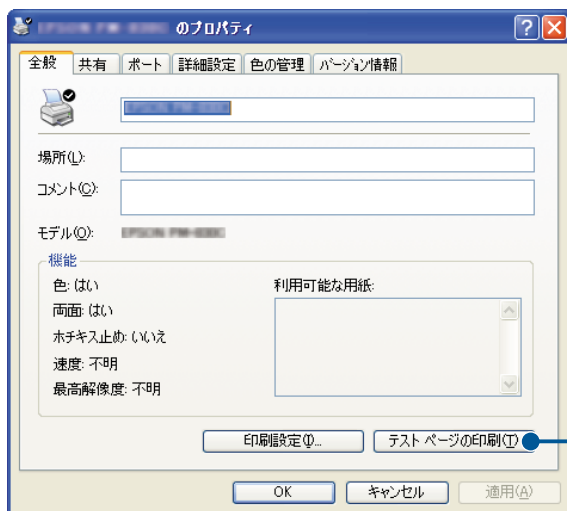 のプロパティ
全般 共有 ポート 詳細設定 色の管理 バージョン情報
場所(L):
コメント(C):
モデル(O):
機能
色: はい
利用可能な用紙:
両面: はい
ホチキス止め: いいえ
速度: 不明
最高解像度: 不明
印刷設定(I)...
テスト ページの印刷(T)
OK キャンセル 適用(A)